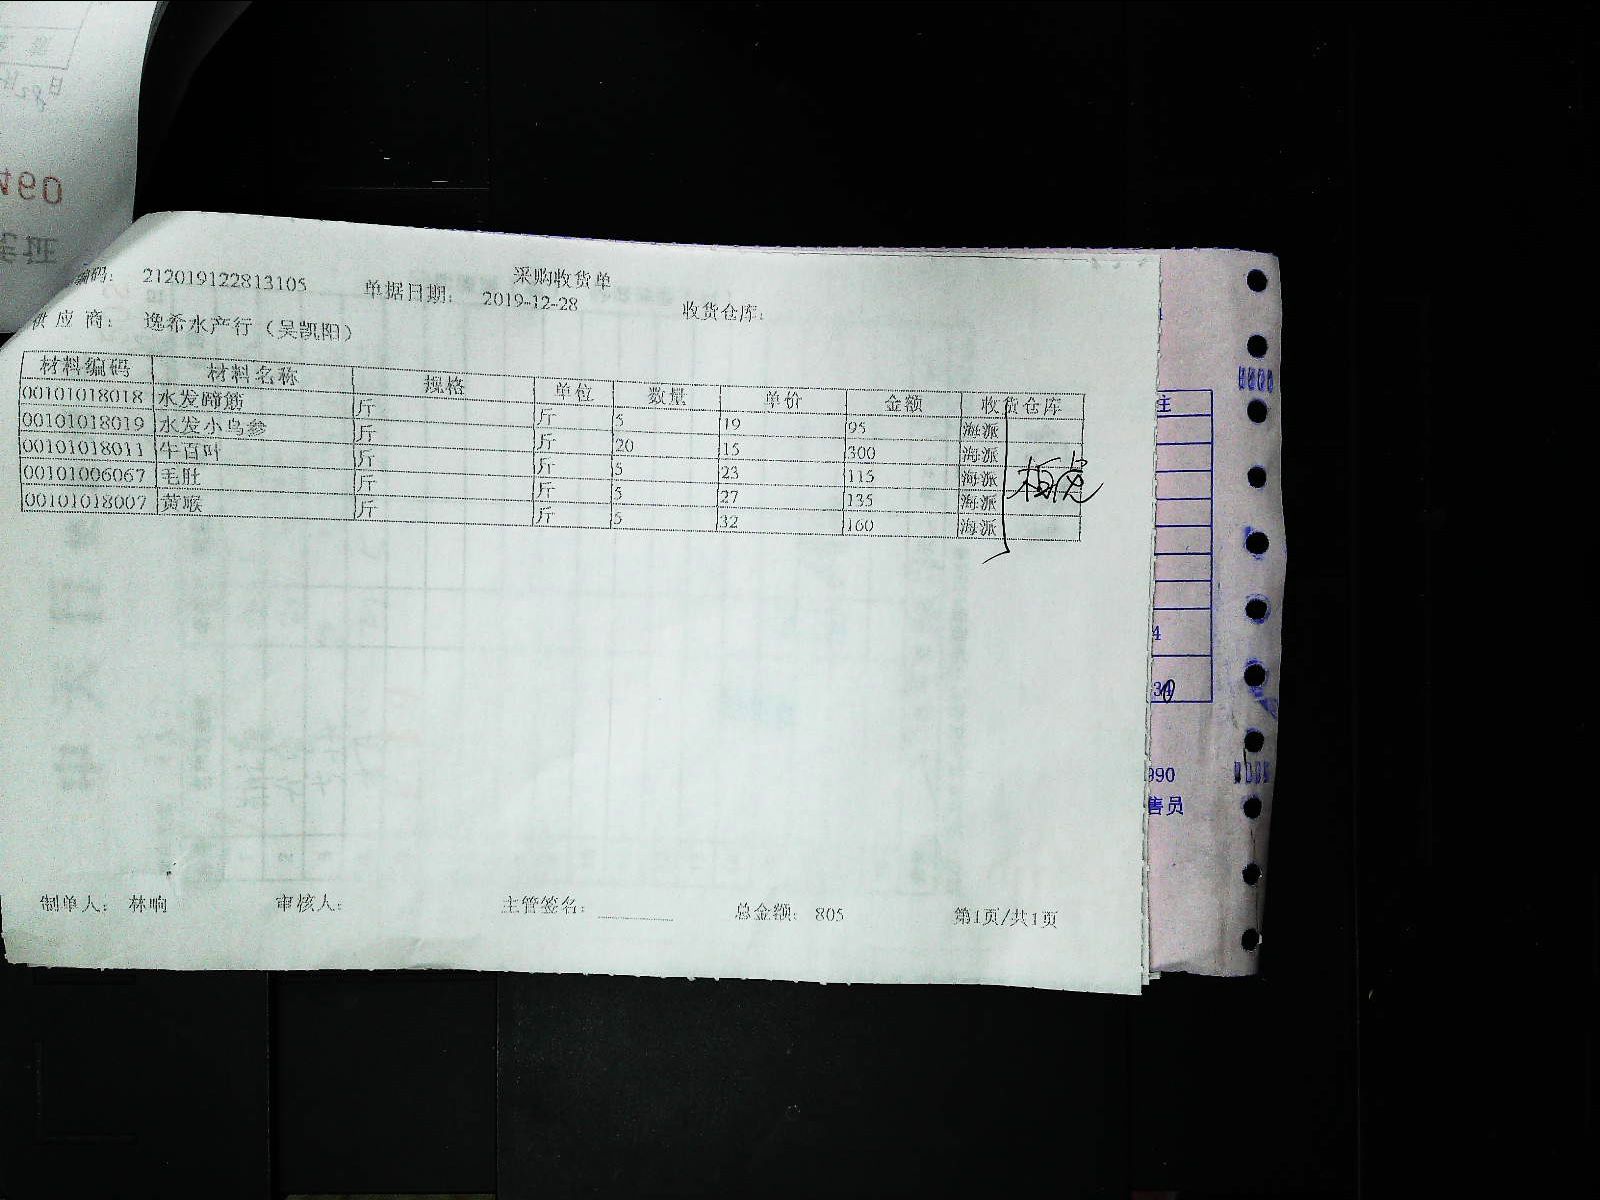 采购收货单
编码： 212019122813105 单据日期： 2019-12-28 收货仓库：
供 应 商： 逸希水产行（吴凯阳）
材料编码 材料名称 规格 单位 数量 单价 金额 收货仓库
00101018018 水发蹄筋 斤 斤 5 19 95 海派
00101018019 水发小乌参 斤 斤 20 15 300 海派
00101018011 牛百叶 斤 斤 5 23 115 海派
00101006067 毛肚 斤 斤 5 27 135 海派
00101018007 黄喉 斤 斤 5 32 160 海派
制单人： 林响 审核人： 主管签名： 总金额： 805 第1页/共1页
注
4
34
990
售员